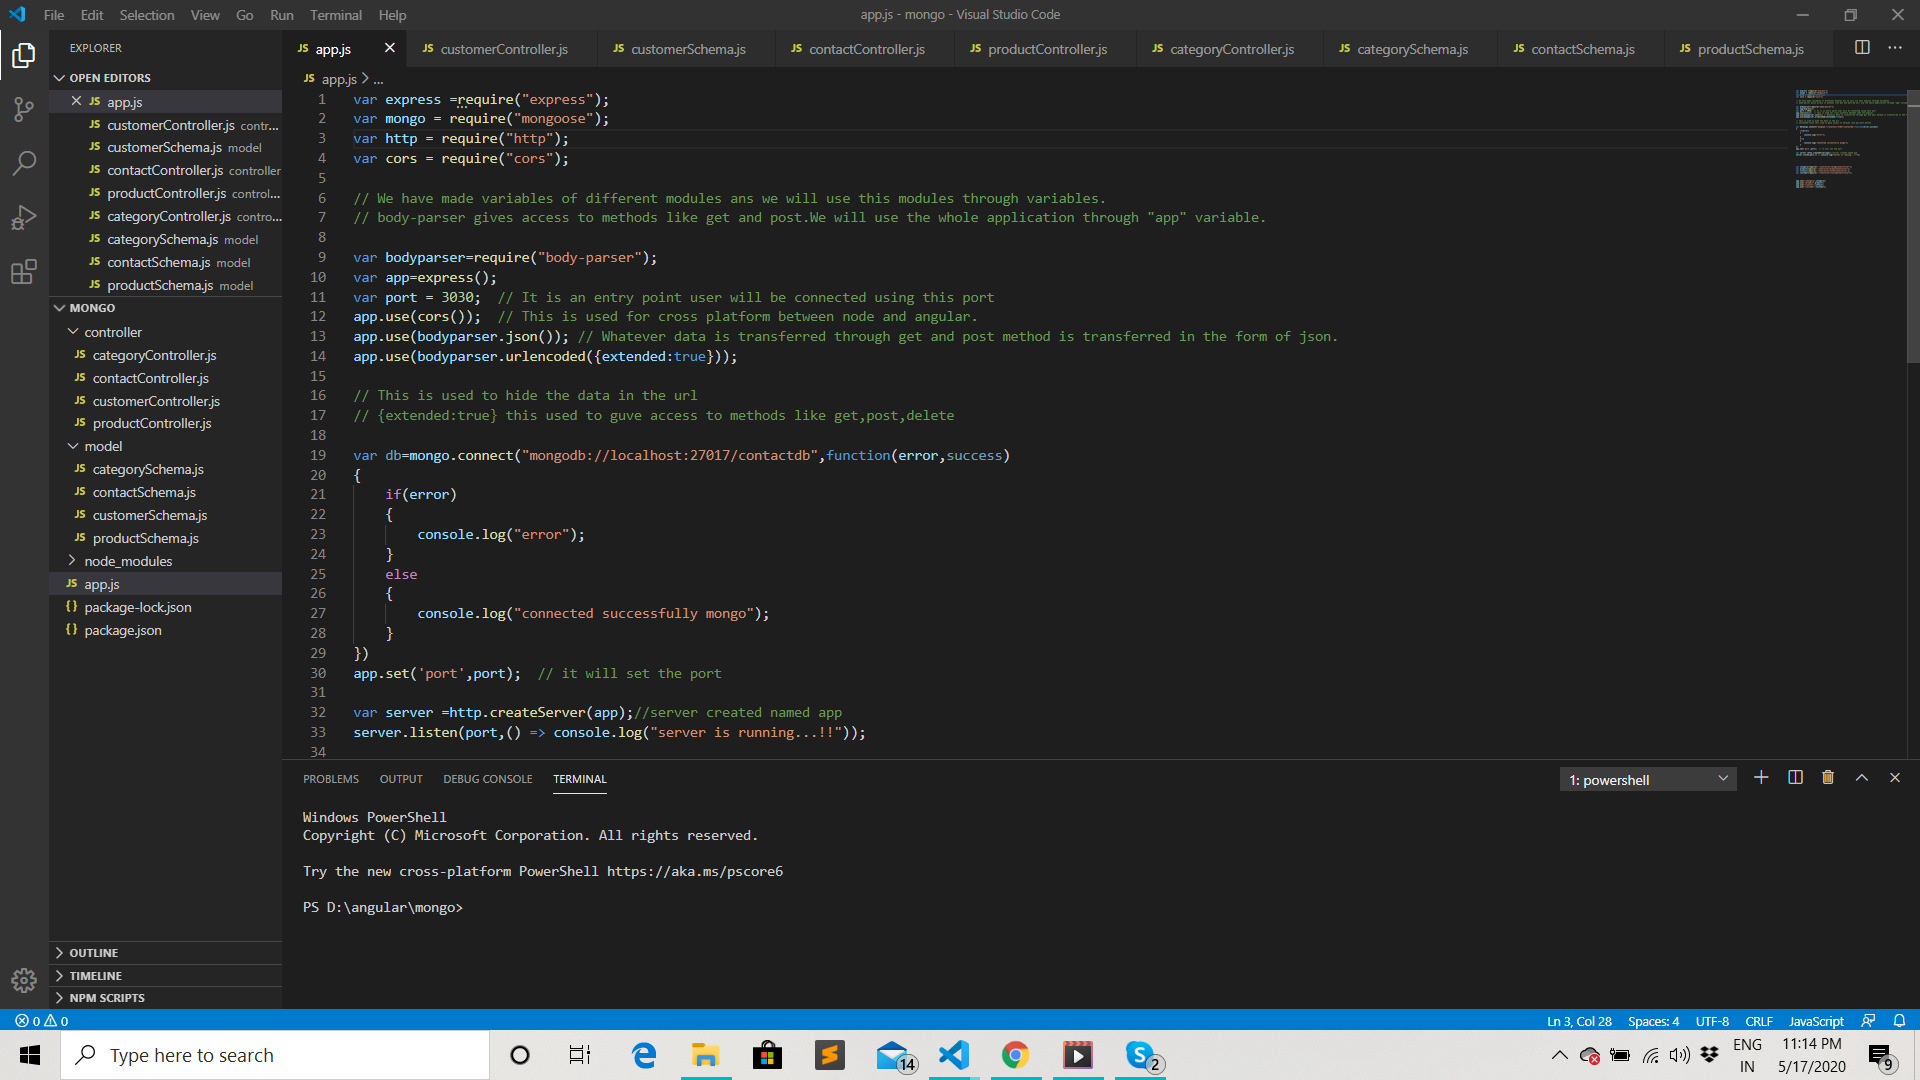 File Edit Selection View Go Run Terminal Help
app.js - mongo - Visual Studio Code
EXPLORER
OPEN EDITORS
JS app.js
JS customerController.js contr...
JS customerSchema.js model
JS contactController.js controller
JS productController.js control...
JS categoryController.js contro...
JS categorySchema.js model
JS contactSchema.js model
JS productSchema.js model
MONGO
controller
JS categoryController.js
JS contactController.js
JS customerController.js
JS productController.js
model
JS categorySchema.js
JS contactSchema.js
JS customerSchema.js
JS productSchema.js
node_modules
JS app.js
{} package-lock.json
{} package.json
OUTLINE
TIMELINE
NPM SCRIPTS
JS app.js JS customerController.js JS customerSchema.js JS contactController.js JS productController.js JS categoryController.js JS categorySchema.js JS contactSchema.js JS productSchema.js
JS app.js > ...
1 var express =require("express");
2 var mongo = require("mongoose");
3 var http = require("http");
4 var cors = require("cors");
5
6 // We have made variables of different modules ans we will use this modules through variables.
7 // body-parser gives access to methods like get and post.We will use the whole application through "app" variable.
8
9 var bodyparser=require("body-parser");
10 var app=express();
11 var port = 3030;  // It is an entry point user will be connected using this port
12 app.use(cors());  // This is used for cross platform between node and angular.
13 app.use(bodyparser.json()); // Whatever data is transferred through get and post method is transferred in the form of json.
14 app.use(bodyparser.urlencoded({extended:true}));
15
16 // This is used to hide the data in the url
17 // {extended:true} this used to guve access to methods like get,post,delete
18
19 var db=mongo.connect("mongodb://localhost:27017/contactdb",function(error,success)
20 {
21     if(error)
22     {
23         console.log("error");
24     }
25     else
26     {
27         console.log("connected successfully mongo");
28     }
29 })
30 app.set('port',port);  // it will set the port
31
32 var server =http.createServer(app);//server created named app
33 server.listen(port,() => console.log("server is running...!!"));
34
PROBLEMS OUTPUT DEBUG CONSOLE TERMINAL
1: powershell
Windows PowerShell
Copyright (C) Microsoft Corporation. All rights reserved.
Try the new cross-platform PowerShell https://aka.ms/pscore6
PS D:\angular\mongo>
0 0
Ln 3, Col 28 Spaces: 4 UTF-8 CRLF JavaScript
Type here to search
14
S 2
ENG
IN
11:14 PM
5/17/2020
9